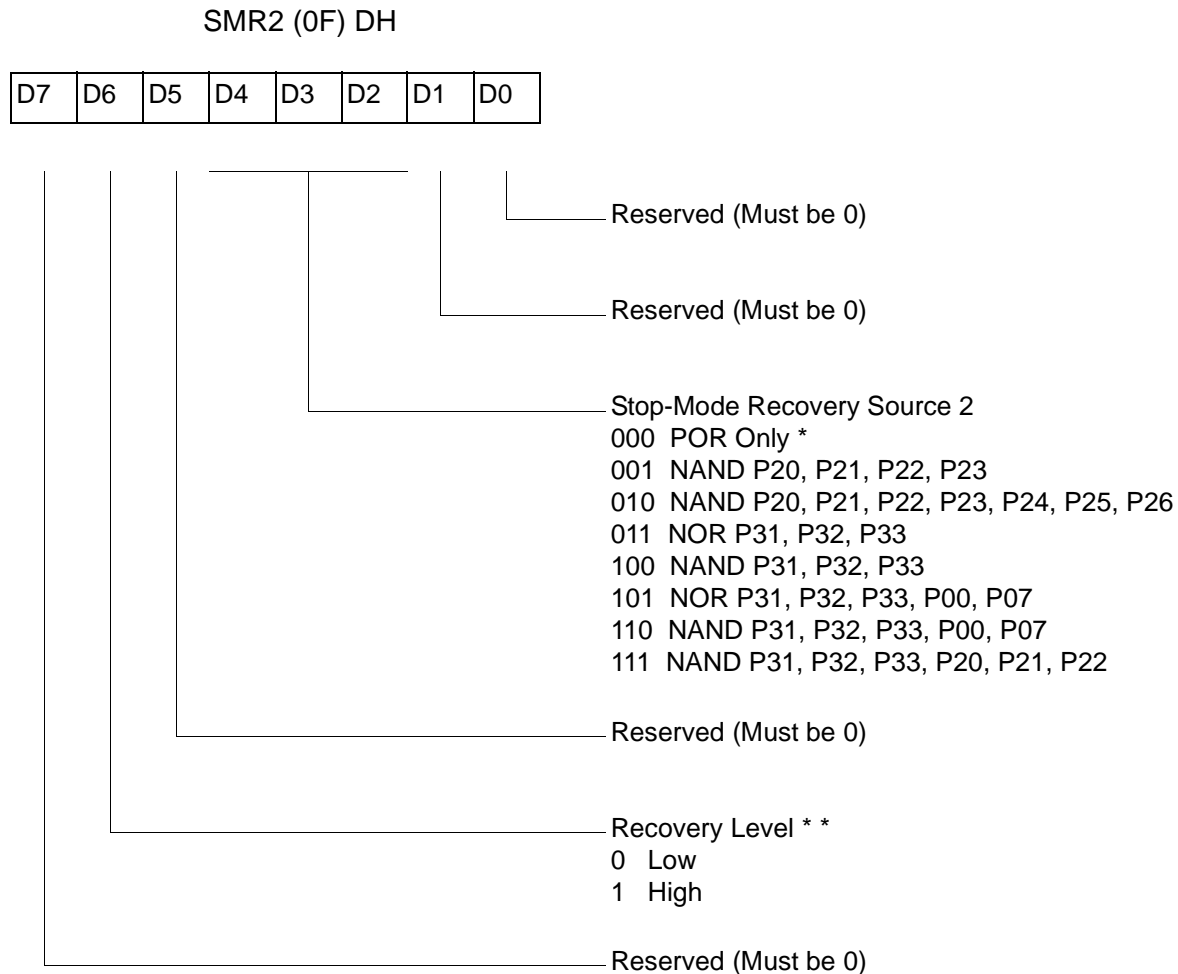 SMR2 (0F) DH
D7 D6 D5 D4 D3 D2 D1 D0
Reserved (Must be 0)
Reserved (Must be 0)
Stop-Mode Recovery Source 2
000 POR Only *
001 NAND P20, P21, P22, P23
010 NAND P20, P21, P22, P23, P24, P25, P26
011 NOR P31, P32, P33
100 NAND P31, P32, P33
101 NOR P31, P32, P33, P00, P07
110 NAND P31, P32, P33, P00, P07
111 NAND P31, P32, P33, P20, P21, P22
Reserved (Must be 0)
Recovery Level * *
0 Low
1 High
Reserved (Must be 0)